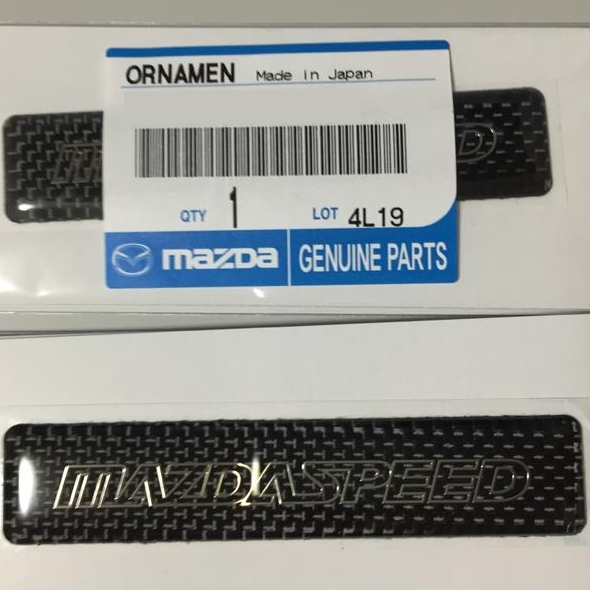 ORNAMEN Made in Japan
QTY 1 LOT 4L19
mazda GENUINE PARTS
MAZDASPEED